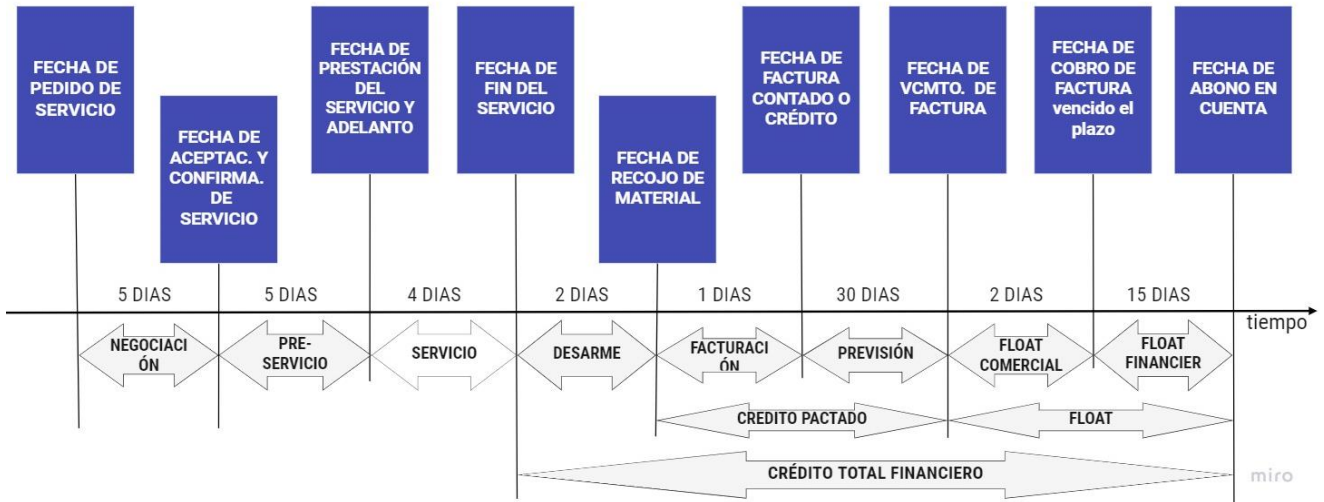 FECHA DE
PEDIDO DE
SERVICIO
FECHA DE
ACEPTAC. Y
CONFIRMA.
DE
SERVICIO
FECHA DE
PRESTACIÓN
DEL
SERVICIO Y
ADELANTO
FECHA DE
FIN DEL
SERVICIO
FECHA DE
RECOJO DE
MATERIAL
FECHA DE
FACTURA
CONTADO O
CRÉDITO
FECHA DE
VCMTO. DE
FACTURA
FECHA DE
COBRO DE
FACTURA
vencido el
plazo
FECHA DE
ABONO EN
CUENTA
5 DIAS
5 DIAS
4 DIAS
2 DIAS
1 DIAS
30 DIAS
2 DIAS
15 DIAS
tiempo
NEGOCIACI
ÓN
PRE-
SERVICIO
SERVICIO
DESARME
FACTURACI
ÓN
PREVISIÓN
FLOAT
COMERCIAL
FLOAT
FINANCIER
CREDITO PACTADO
FLOAT
CRÉDITO TOTAL FINANCIERO
miro